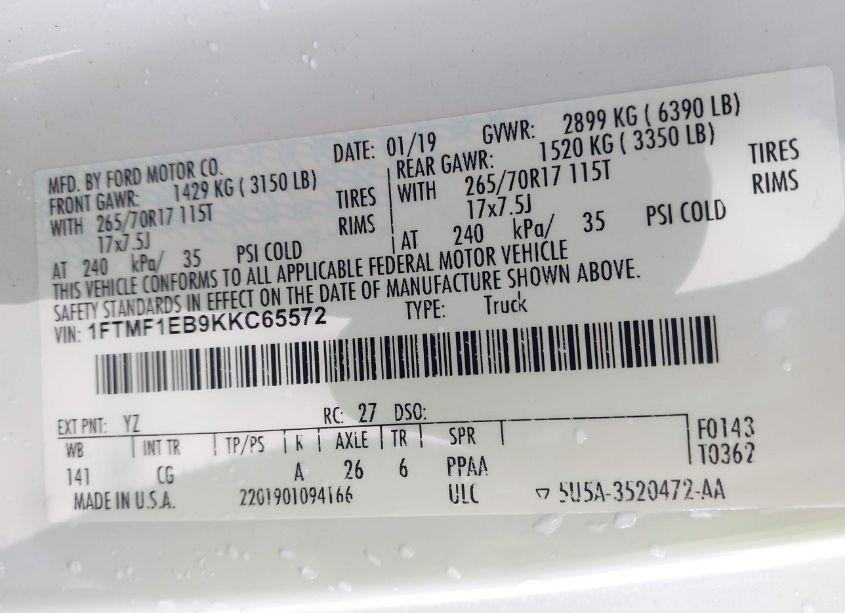 MFD. BY FORD MOTOR CO. DATE: 01/19 GVWR: 2899 KG ( 6390 LB)
FRONT GAWR: 1429 KG ( 3150 LB) REAR GAWR: 1520 KG ( 3350 LB)
WITH 265/70R17 115T TIRES WITH 265/70R17 115T TIRES
17x7.5J RIMS 17x7.5J RIMS
AT 240 kPa/ 35 PSI COLD AT 240 kPa/ 35 PSI COLD
THIS VEHICLE CONFORMS TO ALL APPLICABLE FEDERAL MOTOR VEHICLE
SAFETY STANDARDS IN EFFECT ON THE DATE OF MANUFACTURE SHOWN ABOVE.
VIN: 1FTMF1EB9KKC65572 TYPE: Truck
EXT PNT: YZ RC: 27 DSO:
WB INT TR TP/PS R AXLE TR SPR F0143
141 CG A 26 6 PPAA T0362
MADE IN U.S.A. 2201901094166 ULC 5U5A-3520472-AA